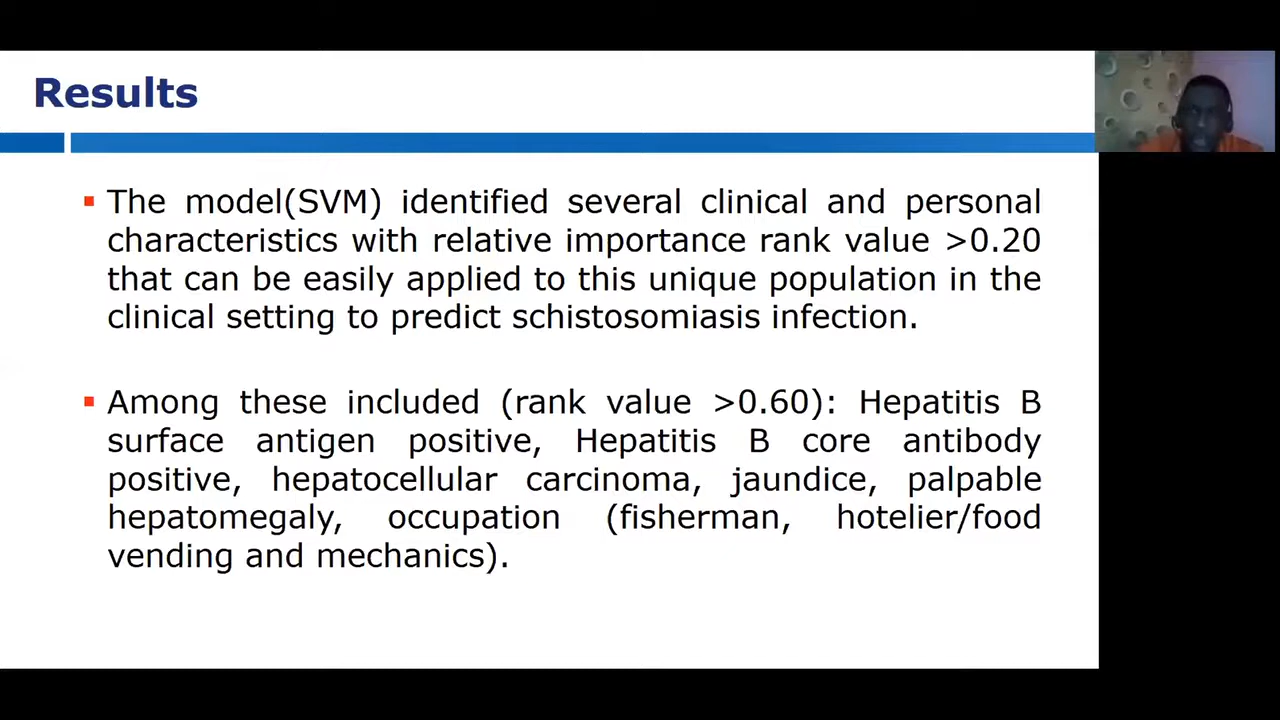 Results
The model(SVM) identified several clinical and personal
characteristics with relative importance rank value >0.20
that can be easily applied to this unique population in the
clinical setting to predict schistosomiasis infection.
Among these included (rank value >0.60): Hepatitis B
surface antigen positive, Hepatitis B core antibody
positive, hepatocellular carcinoma, jaundice, palpable
hepatomegaly, occupation (fisherman, hotelier/food
vending and mechanics).